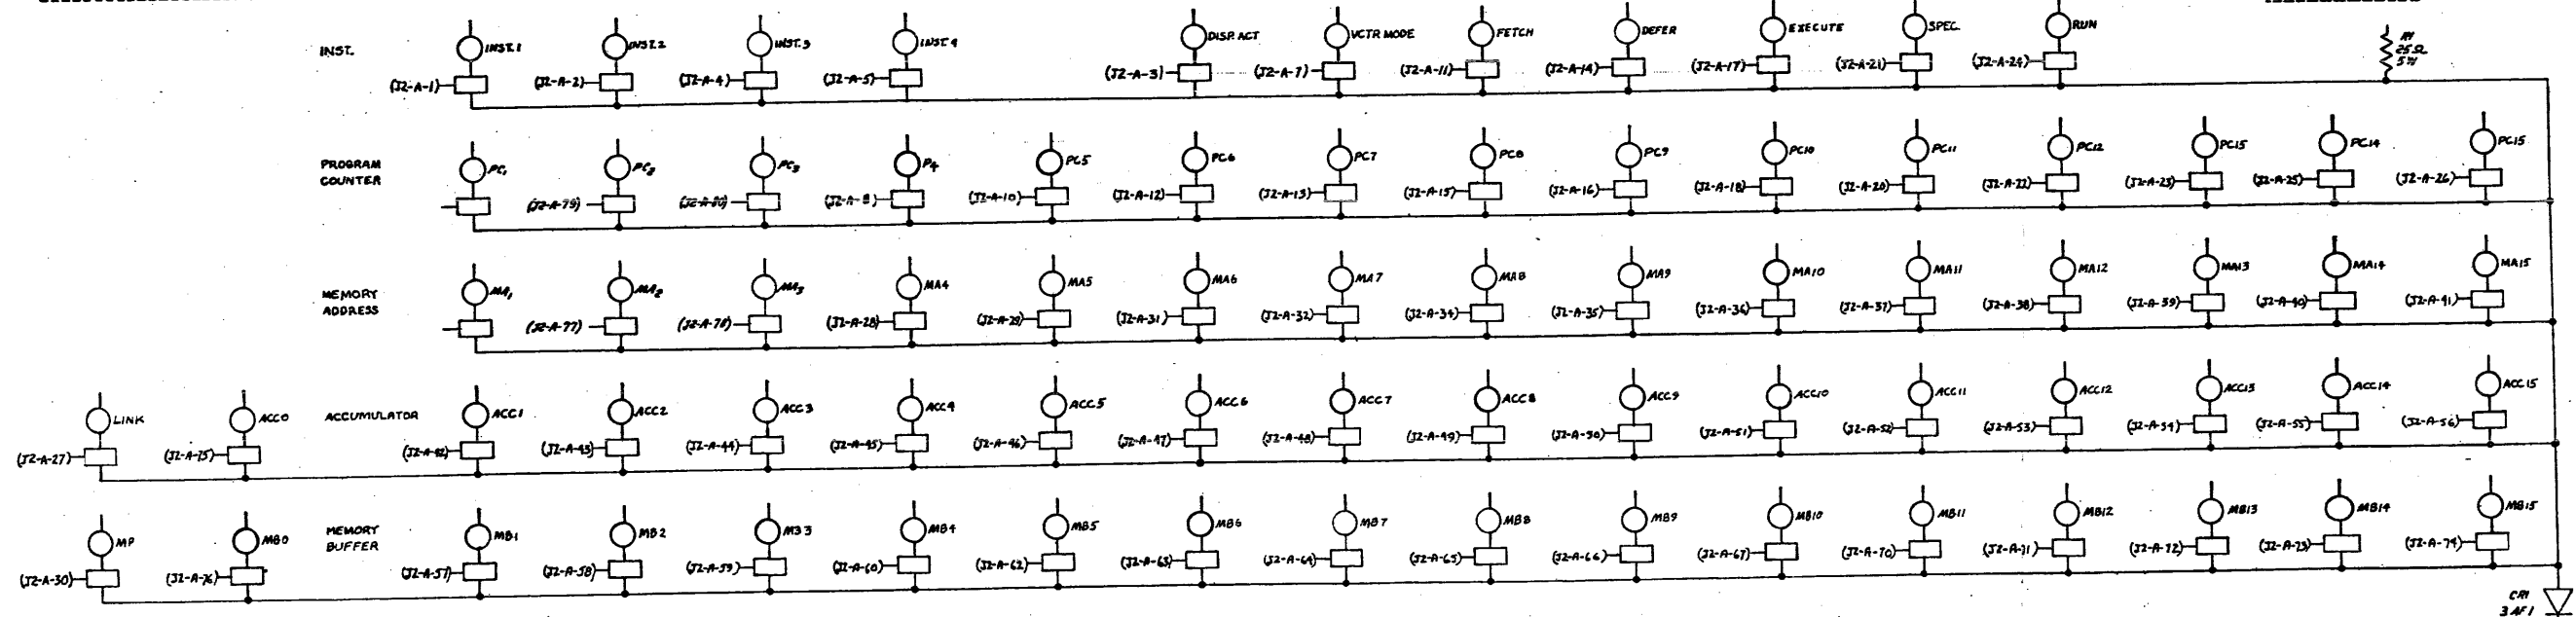 INST.
INST.1
INST.2
INST.3
INST.4
DISP. ACT
VCTR MODE
FETCH
DEFER
EXECUTE
SPEC.
RUN
25Ω
5W
(J2-A-1)
(J2-A-2)
(J2-A-4)
(J2-A-5)
(J2-A-3)
(J2-A-7)
(J2-A-11)
(J2-A-14)
(J2-A-17)
(J2-A-21)
(J2-A-24)
PROGRAM
COUNTER
PC1
PC2
PC3
P4
PC5
PC6
PC7
PC8
PC9
PC10
PC11
PC12
PC15
PC14
PC15
(J2-A-79)
(J2-A-80)
(J2-A-8)
(J2-A-10)
(J2-A-12)
(J2-A-13)
(J2-A-15)
(J2-A-16)
(J2-A-18)
(J2-A-20)
(J2-A-22)
(J2-A-23)
(J2-A-25)
(J2-A-26)
MEMORY
ADDRESS
MA1
MA2
MA3
MA4
MA5
MA6
MA7
MA8
MA9
MA10
MA11
MA12
MA13
MA14
MA15
(J2-A-77)
(J2-A-78)
(J2-A-28)
(J2-A-29)
(J2-A-31)
(J2-A-32)
(J2-A-34)
(J2-A-35)
(J2-A-36)
(J2-A-37)
(J2-A-38)
(J2-A-39)
(J2-A-40)
(J2-A-41)
LINK
ACC0
ACCUMULATOR
ACC1
ACC2
ACC3
ACC4
ACC5
ACC6
ACC7
ACC8
ACC9
ACC10
ACC11
ACC12
ACC13
ACC14
ACC15
(J2-A-27)
(J2-A-75)
(J2-A-42)
(J2-A-43)
(J2-A-44)
(J2-A-45)
(J2-A-46)
(J2-A-47)
(J2-A-48)
(J2-A-49)
(J2-A-50)
(J2-A-51)
(J2-A-52)
(J2-A-53)
(J2-A-54)
(J2-A-55)
(J2-A-56)
MP
MB0
MEMORY
BUFFER
MB1
MB2
MB3
MB4
MB5
MB6
MB7
MB8
MB9
MB10
MB11
MB12
MB13
MB14
MB15
(J2-A-30)
(J2-A-76)
(J2-A-57)
(J2-A-58)
(J2-A-59)
(J2-A-60)
(J2-A-62)
(J2-A-63)
(J2-A-64)
(J2-A-65)
(J2-A-66)
(J2-A-67)
(J2-A-70)
(J2-A-71)
(J2-A-72)
(J2-A-73)
(J2-A-74)
CR1
3AF1